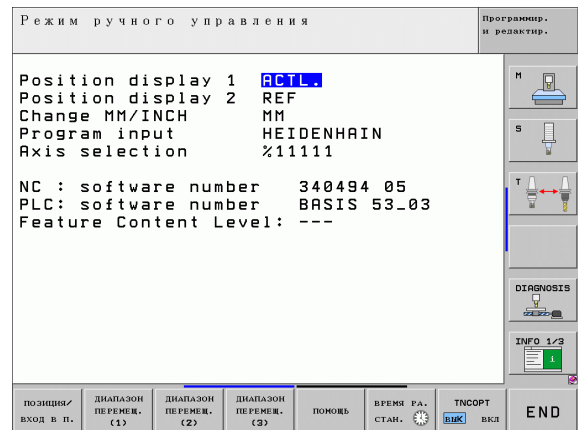 Режим ручного управления
Программир.
и редактир.
Position display 1 ACTL.
Position display 2 REF
Change MM/INCH MM
Program input HEIDENHAIN
Axis selection %11111
NC : software number 340494 05
PLC: software number BASIS 53_03
Feature Content Level: ---
M
S
T
DIAGNOSIS
INFO 1/3
i
ПОЗИЦИЯ/
ВХОД В П.
ДИАПАЗОН
ПЕРЕМЕЩ.
(1)
ДИАПАЗОН
ПЕРЕМЕЩ.
(2)
ДИАПАЗОН
ПЕРЕМЕЩ.
(3)
ПОМОЩЬ
ВРЕМЯ РА.
СТАН.
TNCOPT
ВЫК ВКЛ
END